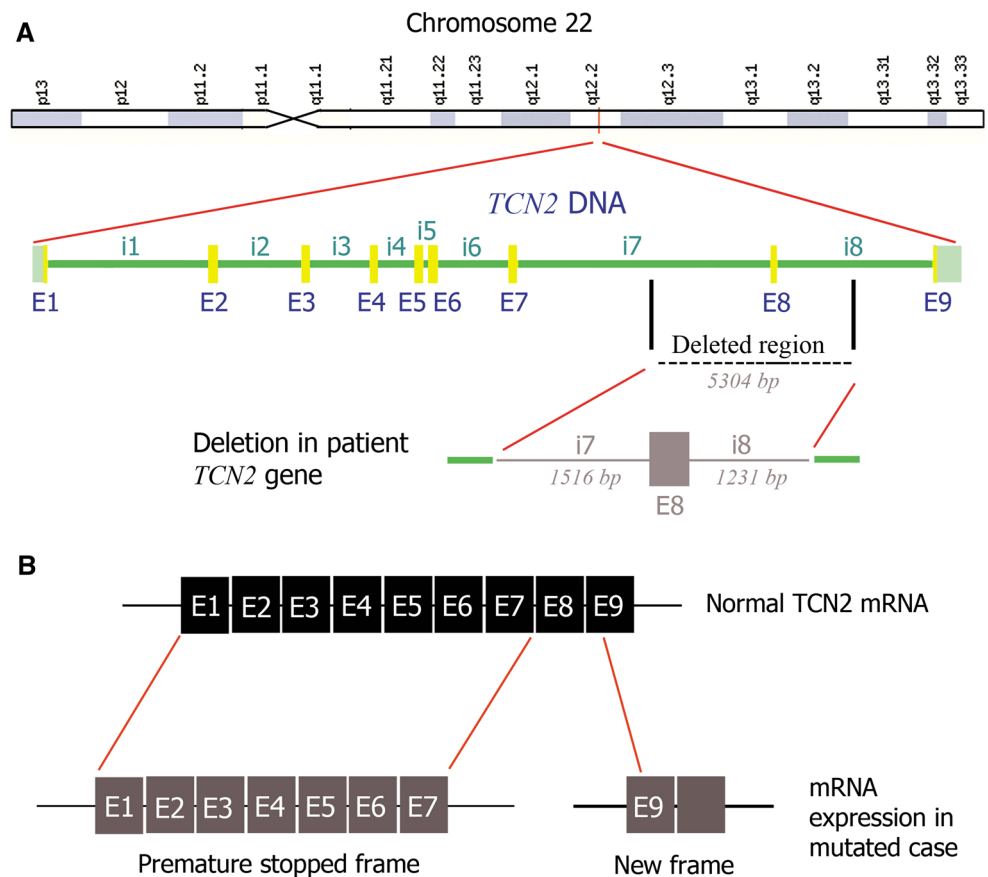 A
Chromosome 22
p13 p12 p11.2 p11.1 q11.1 q11.21 q11.22 q11.23 q12.1 q12.2 q12.3 q13.1 q13.2 q13.31 q13.32 q13.33
TCN2 DNA
i1 i2 i3 i4 i5 i6 i7 i8
E1 E2 E3 E4 E5 E6 E7 E8 E9
Deleted region
5304 bp
Deletion in patient
TCN2 gene
i7 i8
1516 bp 1231 bp
E8
B
E1 E2 E3 E4 E5 E6 E7 E8 E9
Normal TCN2 mRNA
E1 E2 E3 E4 E5 E6 E7
E9
mRNA
expression in
mutated case
Premature stopped frame
New frame